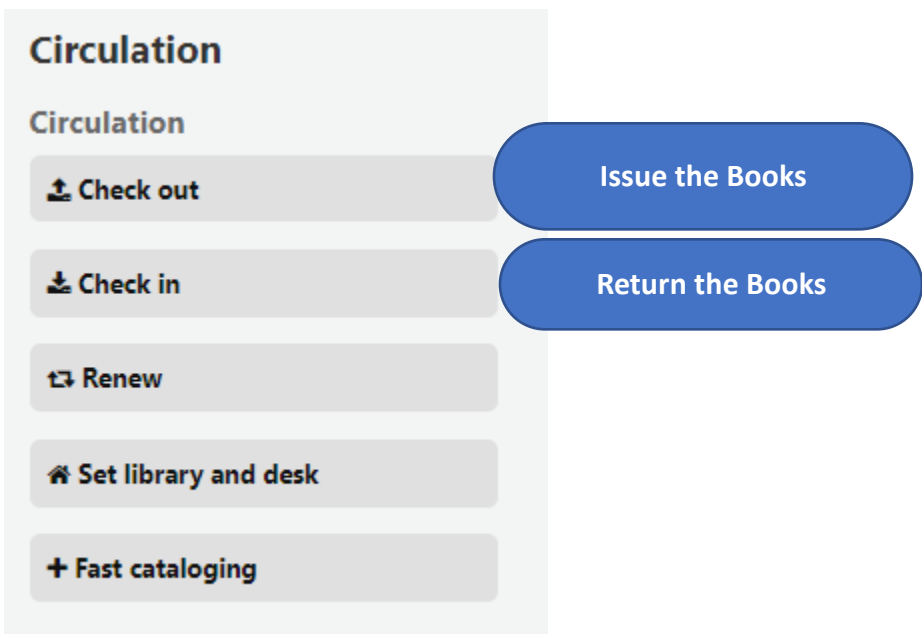 Circulation
Circulation
Check out
Issue the Books
Check in
Return the Books
Renew
Set library and desk
Fast cataloging